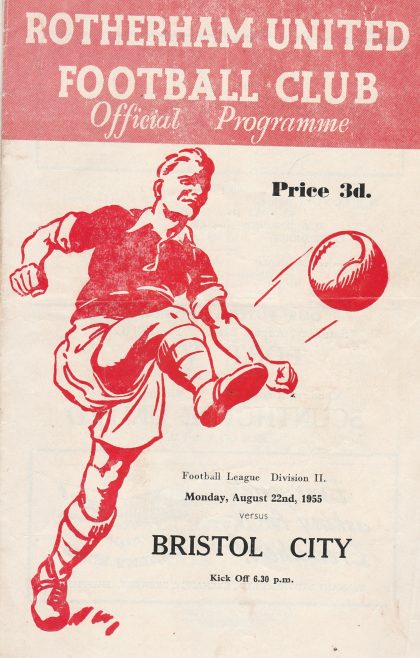 ROTHERHAM UNITED
FOOTBALL CLUB
Official Programme
Price 3d.
Football League Division II.
Monday, August 22nd, 1955
versus
BRISTOL CITY
Kick Off 6.30 p.m.